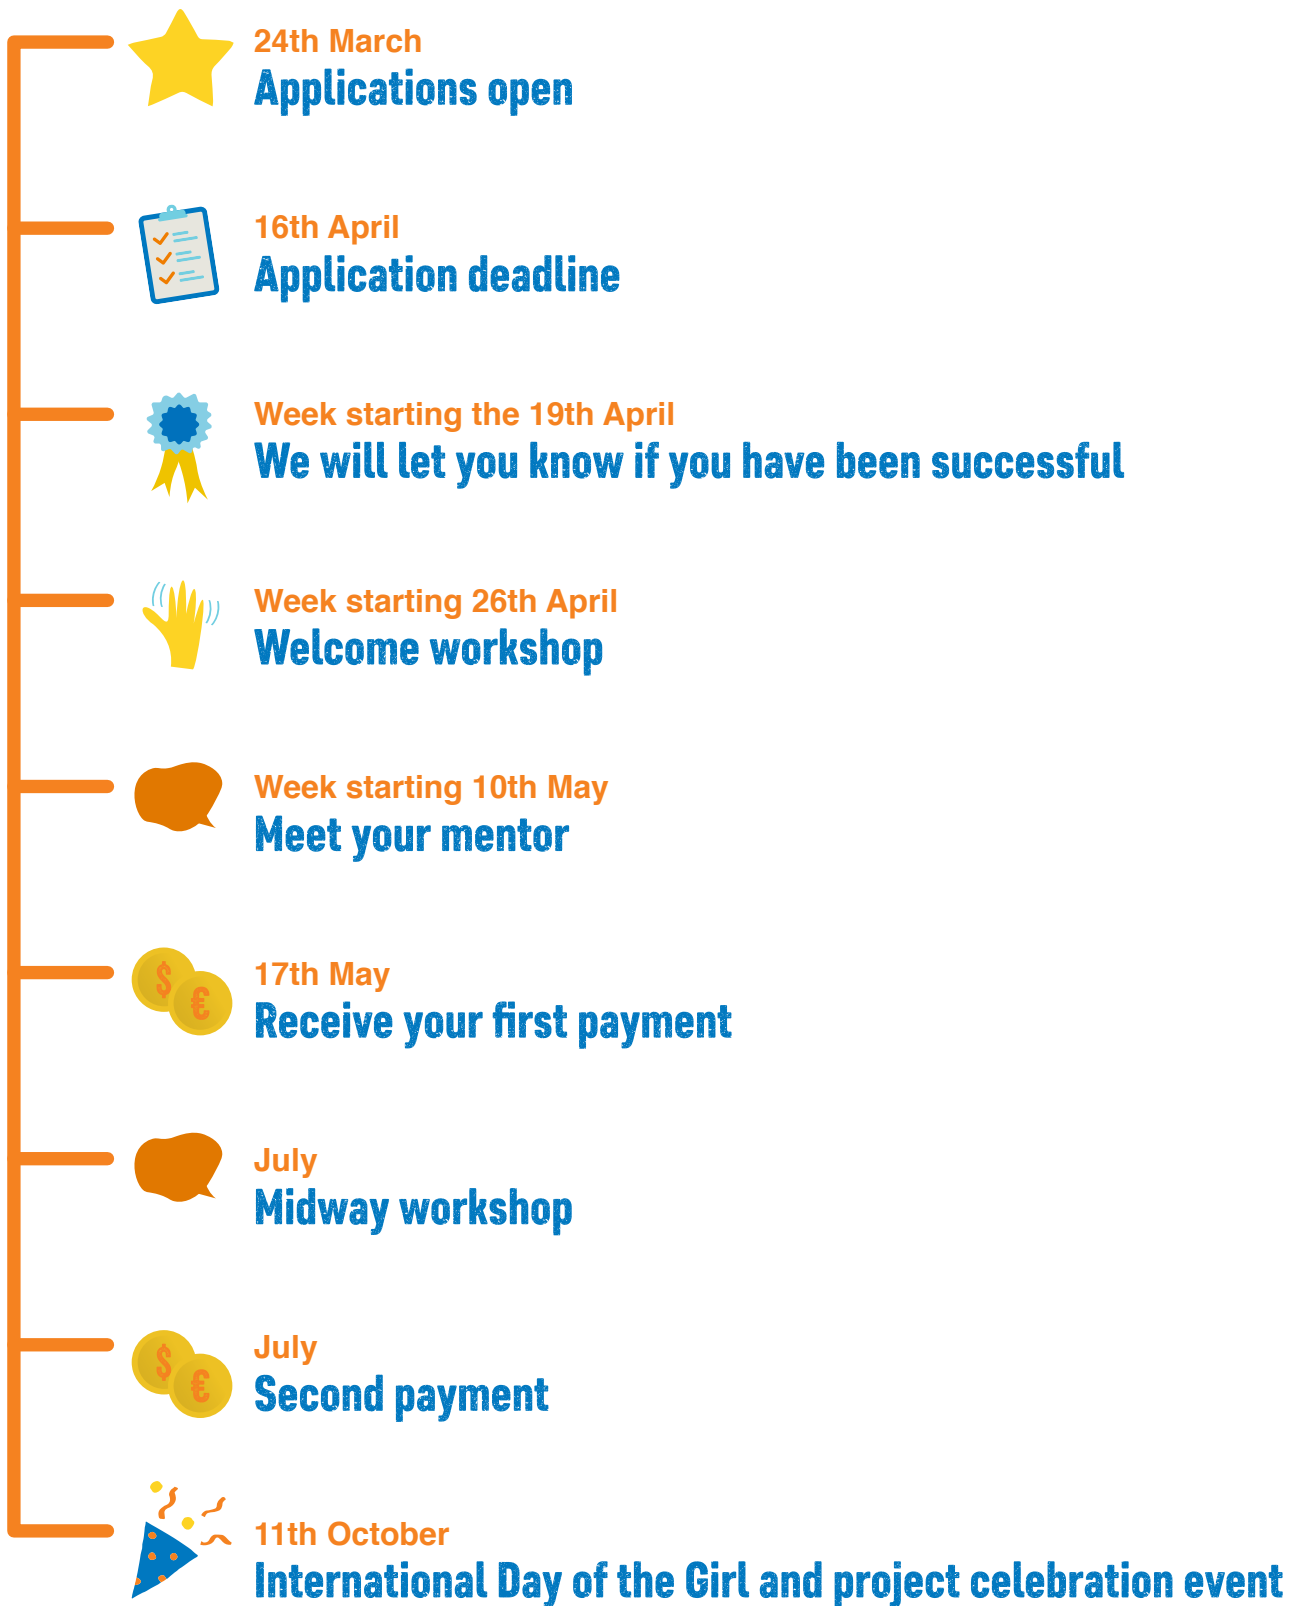 24th March
Applications open
16th April
Application deadline
Week starting the 19th April
We will let you know if you have been successful
Week starting 26th April
Welcome workshop
Week starting 10th May
Meet your mentor
$
€
17th May
Receive your first payment
July
Midway workshop
$
€
July
Second payment
11th October
International Day of the Girl and project celebration event